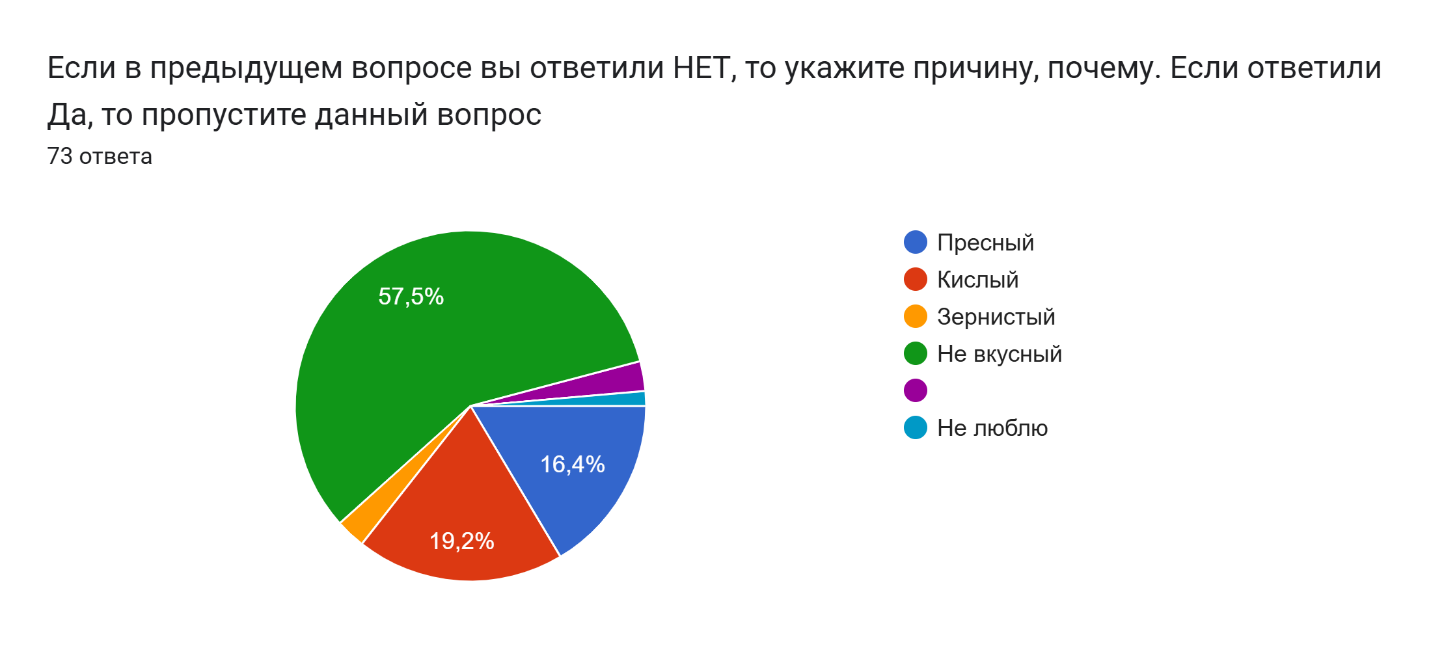 Если в предыдущем вопросе вы ответили НЕТ, то укажите причину, почему. Если ответили
Да, то пропустите данный вопрос
73 ответа
57,5%
16,4%
19,2%
Пресный
Кислый
Зернистый
Не вкусный
Не люблю